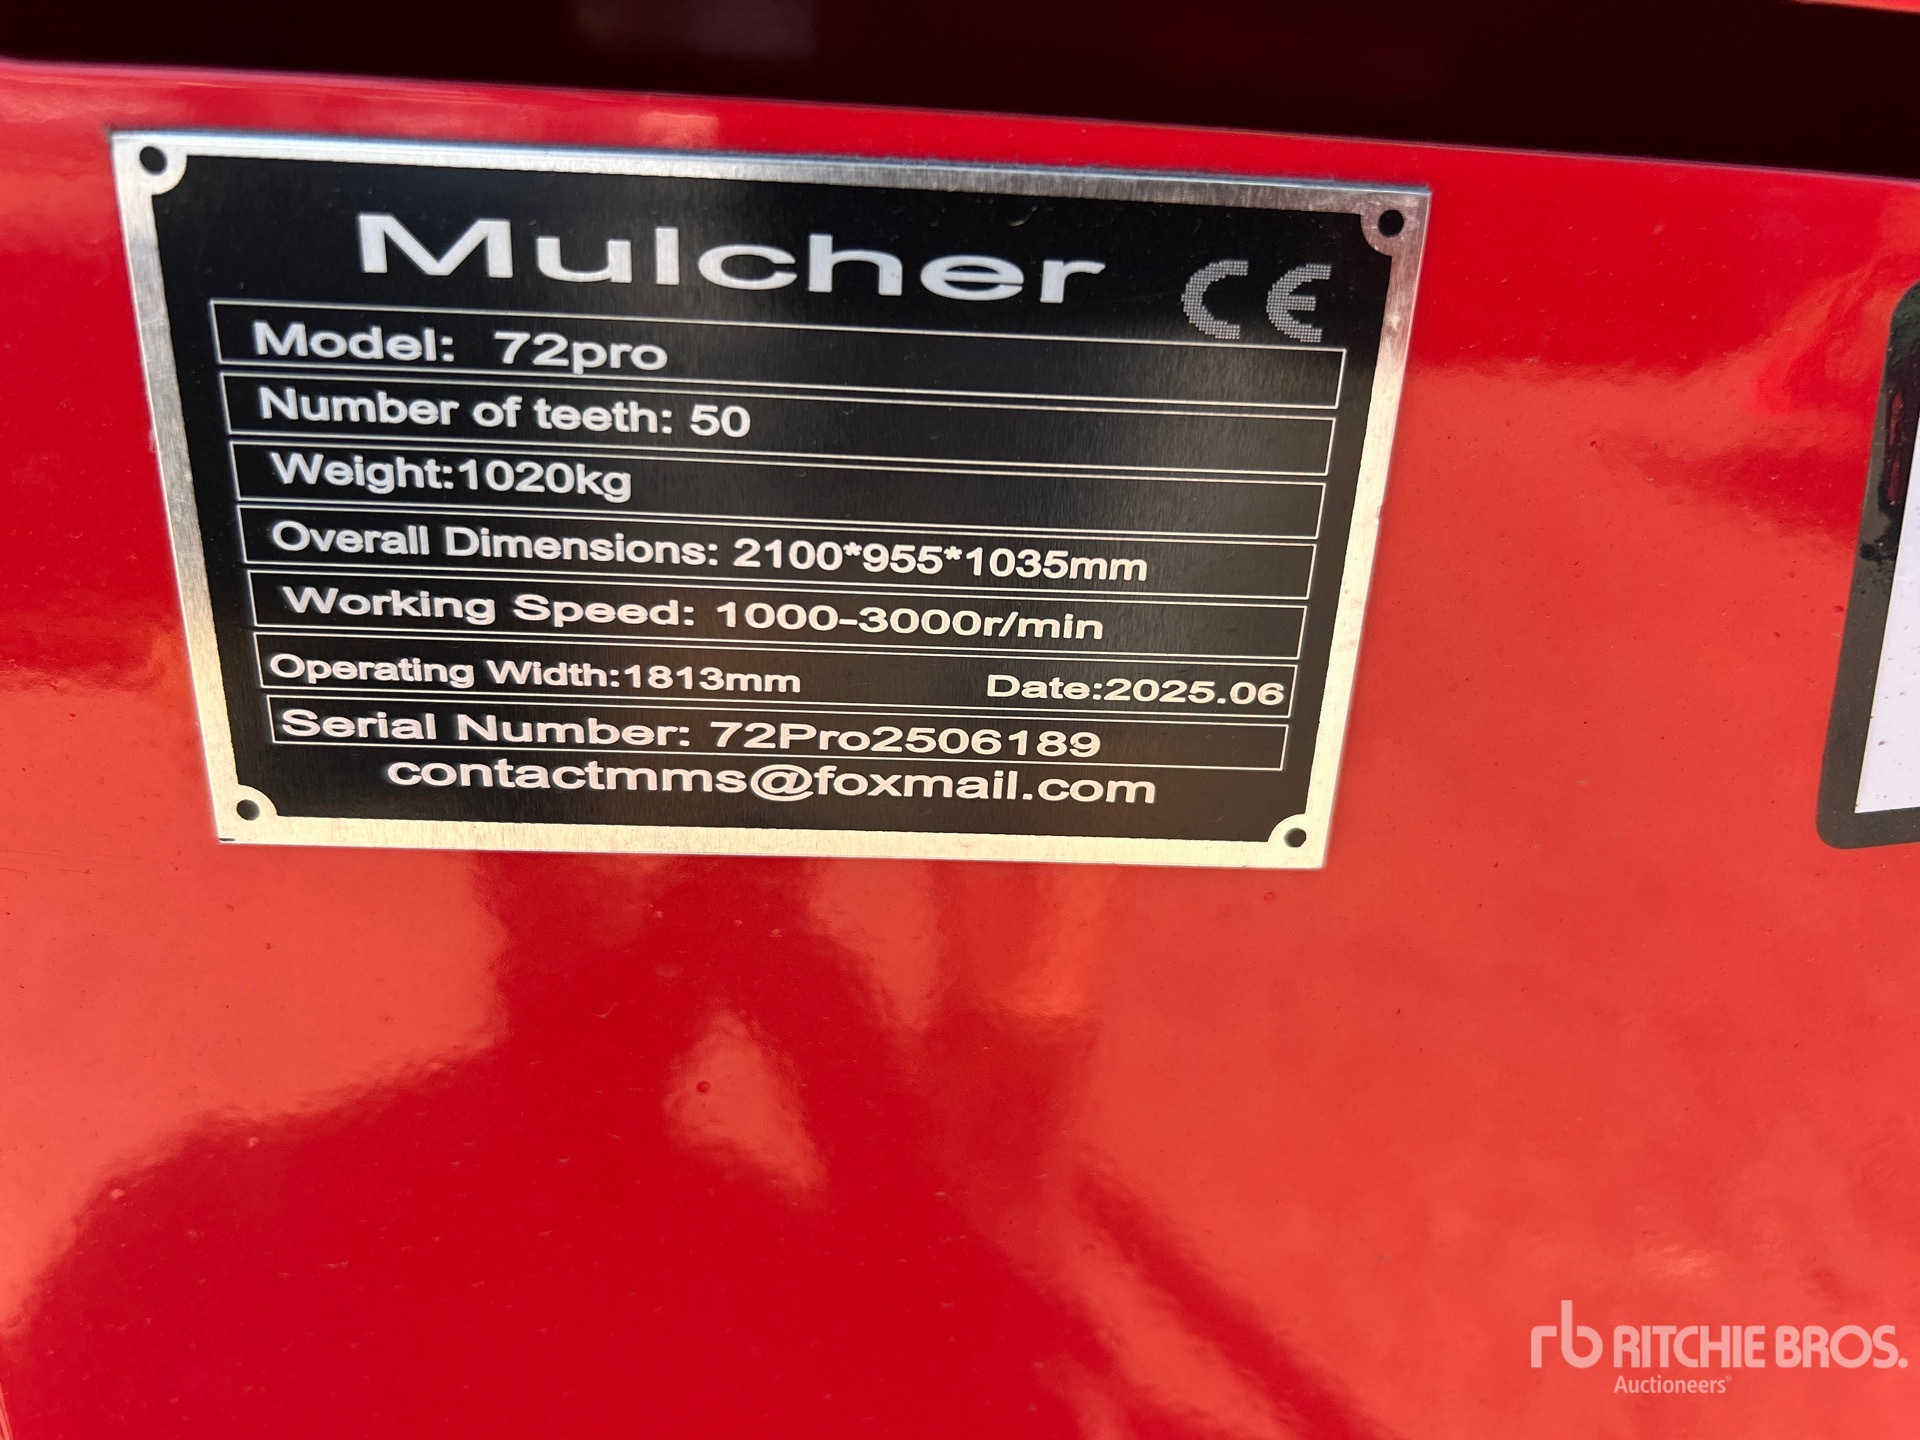 Mulcher CE
Model: 72pro
Number of teeth: 50
Weight:1020kg
Overall Dimensions: 2100*955*1035mm
Working Speed: 1000-3000r/min
Operating Width:1813mm Date:2025.06
Serial Number: 72Pro2506189
contactmms@foxmail.com
rb RITCHIE BROS.
Auctioneers